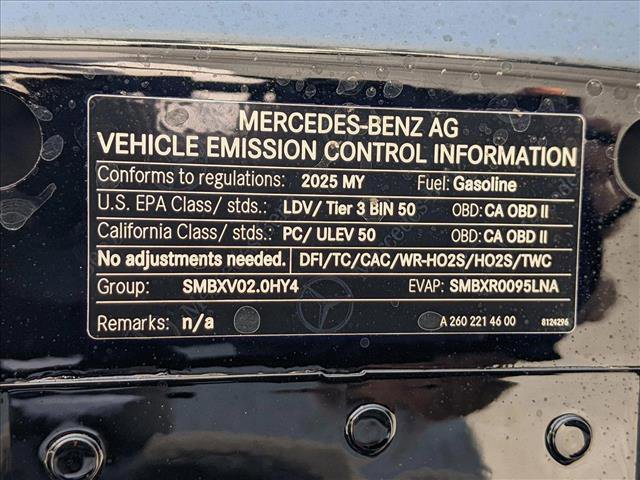 MERCEDES-BENZ AG
VEHICLE EMISSION CONTROL INFORMATION
Conforms to regulations: 2025 MY Fuel: Gasoline
U.S. EPA Class/ stds.: LDV/ Tier 3 BIN 50 OBD: CA OBD II
California Class/ stds.: PC/ ULEV 50 OBD: CA OBD II
No adjustments needed. DFI/TC/CAC/WR-HO2S/HO2S/TWC
Group: SMBXV02.0HY4 EVAP: SMBXR0095LNA
Remarks: n/a A 260 221 46 00 8124296